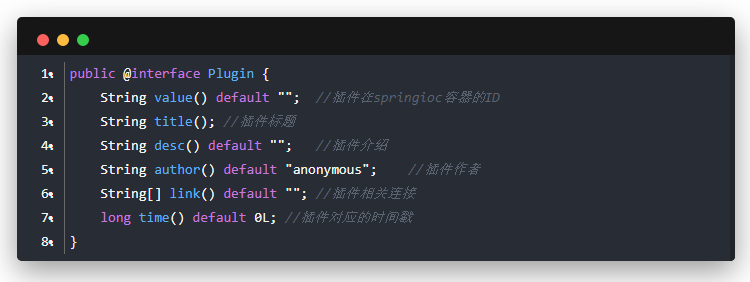 1 public @interface Plugin {
2     String value() default "";  //插件在springioc容器的ID
3     String title(); //插件标题
4     String desc() default "";   //插件介绍
5     String author() default "anonymous";    //插件作者
6     String[] link() default ""; //插件相关连接
7     long time() default 0L; //插件对应的时间戳
8 }